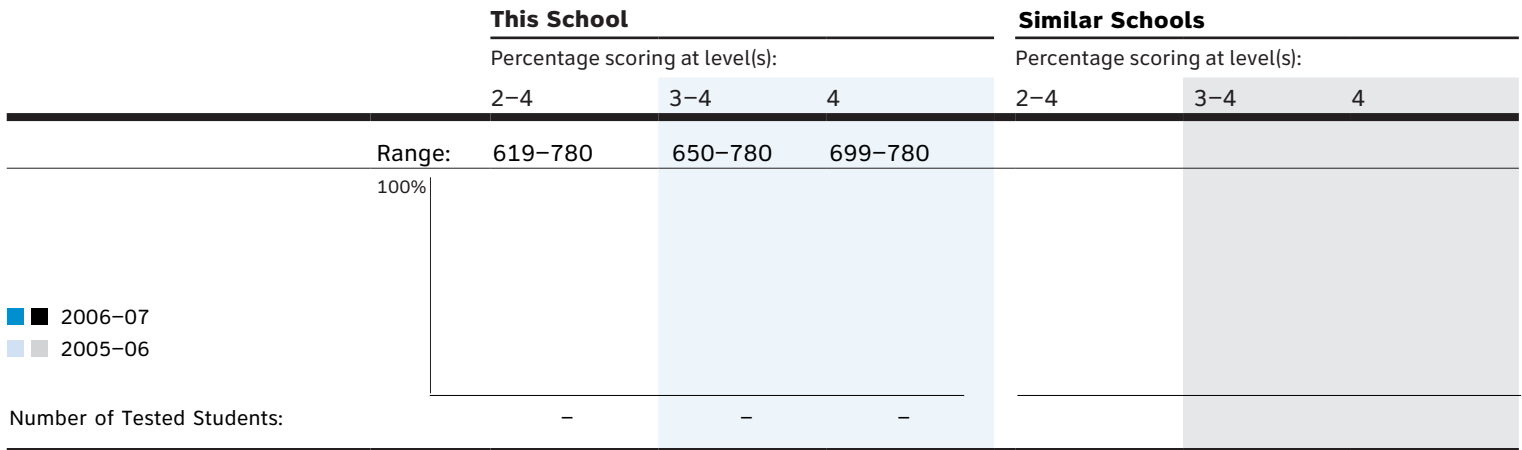 This School Similar Schools
Percentage scoring at level(s): Percentage scoring at level(s):
2–4 3–4 4 2–4 3–4 4
Range: 619–780 650–780 699–780
100%
2006–07
2005–06
Number of Tested Students: – – –